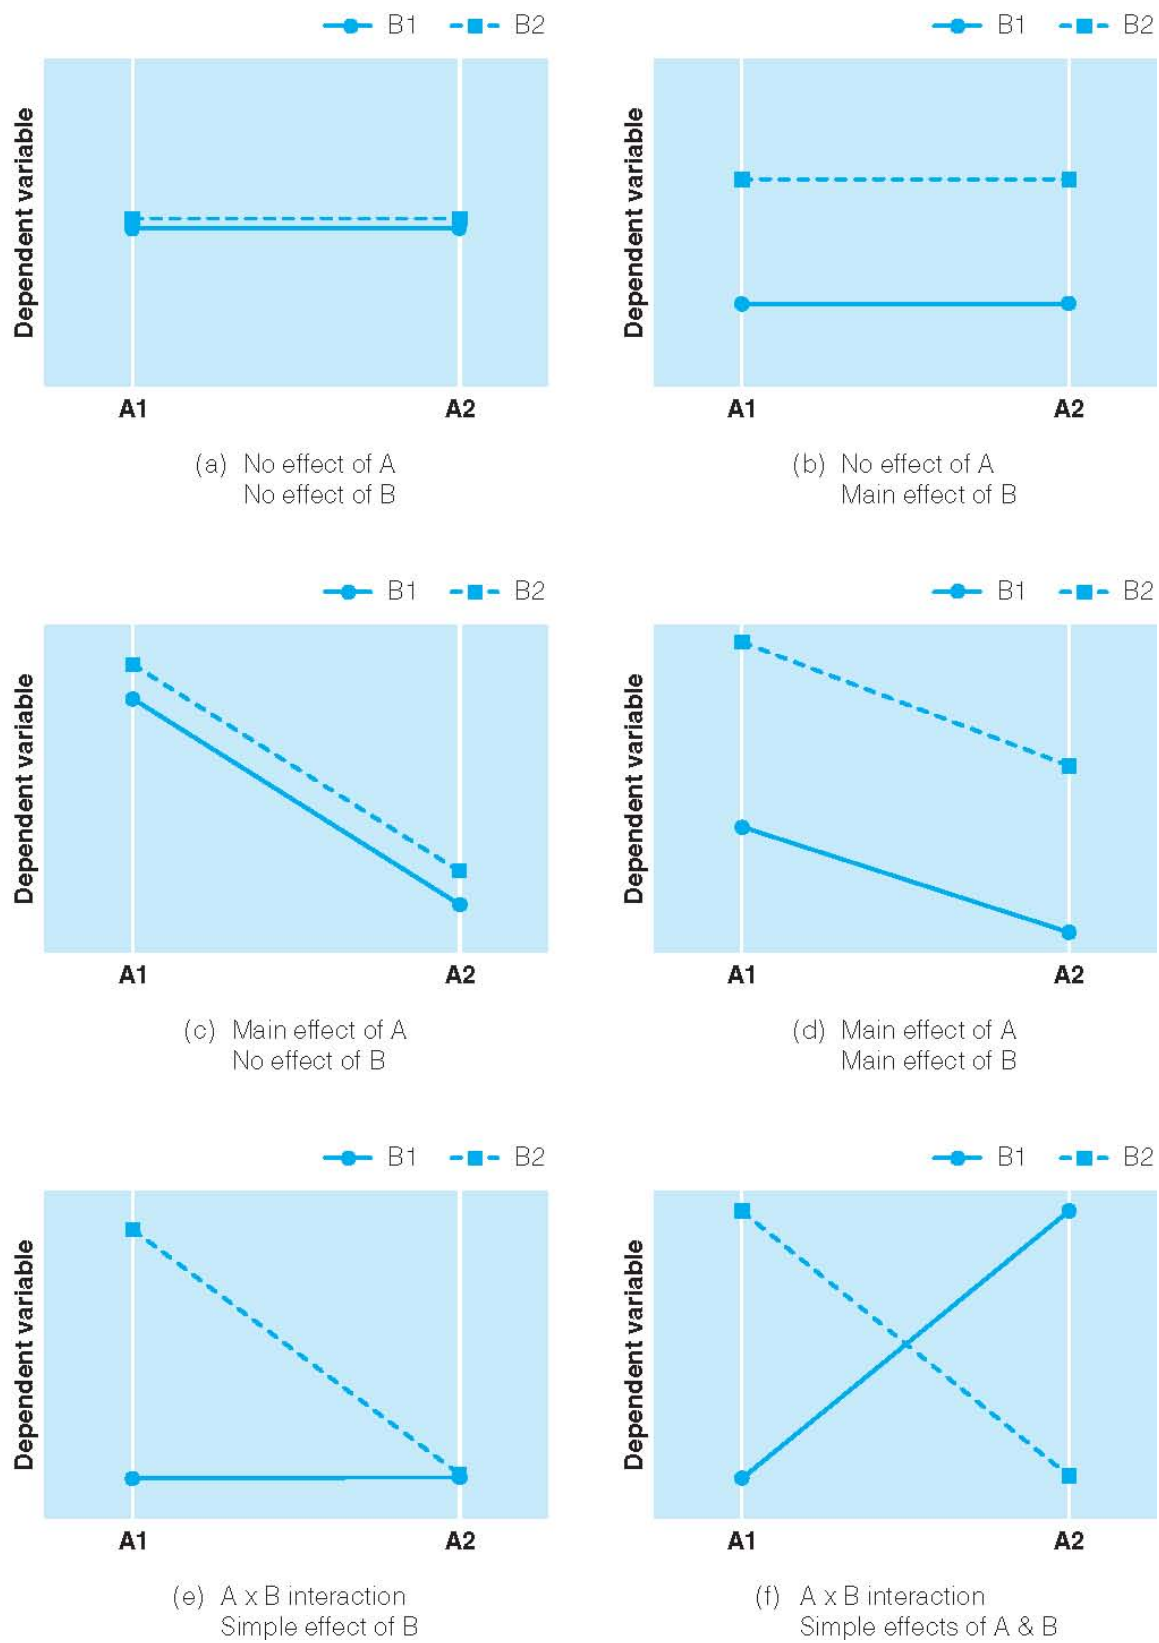 B1 B2
B1 B2
Dependent variable
Dependent variable
A1 A2
A1 A2
(a) No effect of A
No effect of B
(b) No effect of A
Main effect of B
B1 B2
B1 B2
Dependent variable
Dependent variable
A1 A2
A1 A2
(c) Main effect of A
No effect of B
(d) Main effect of A
Main effect of B
B1 B2
B1 B2
Dependent variable
Dependent variable
A1 A2
A1 A2
(e) A x B interaction
Simple effect of B
(f) A x B interaction
Simple effects of A & B